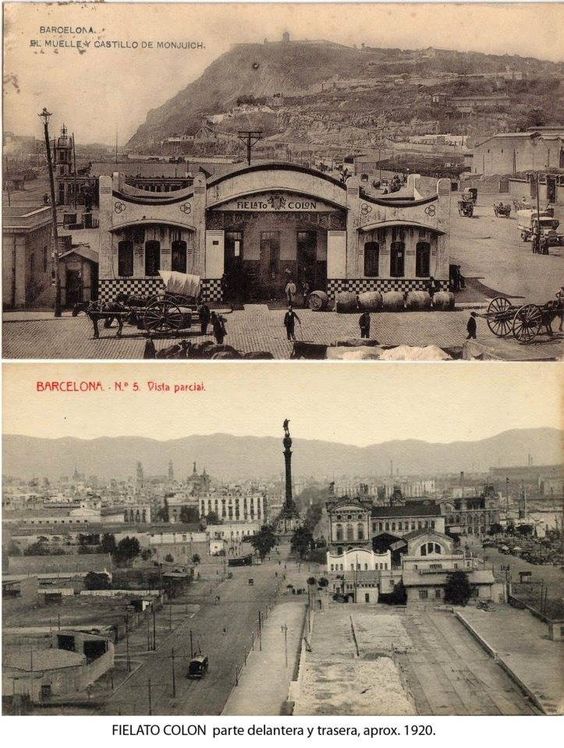 BARCELONA.
EL MUELLE Y CASTILLO DE MONJUICH.
FIELATO COLON
BARCELONA. - N.º 5. Vista parcial.
FIELATO COLON parte delantera y trasera, aprox. 1920.